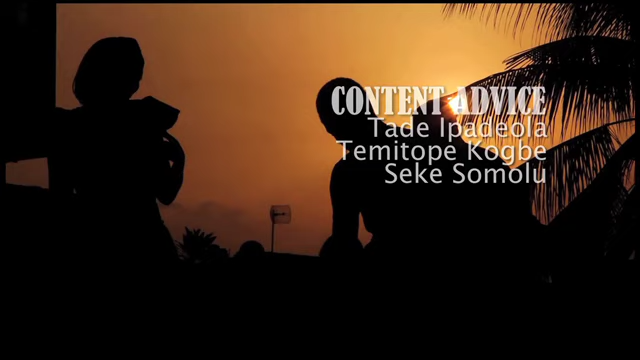 CONTENT ADVICE
Tade Ipadeola
Temitope Kogbe
Seke Somolu